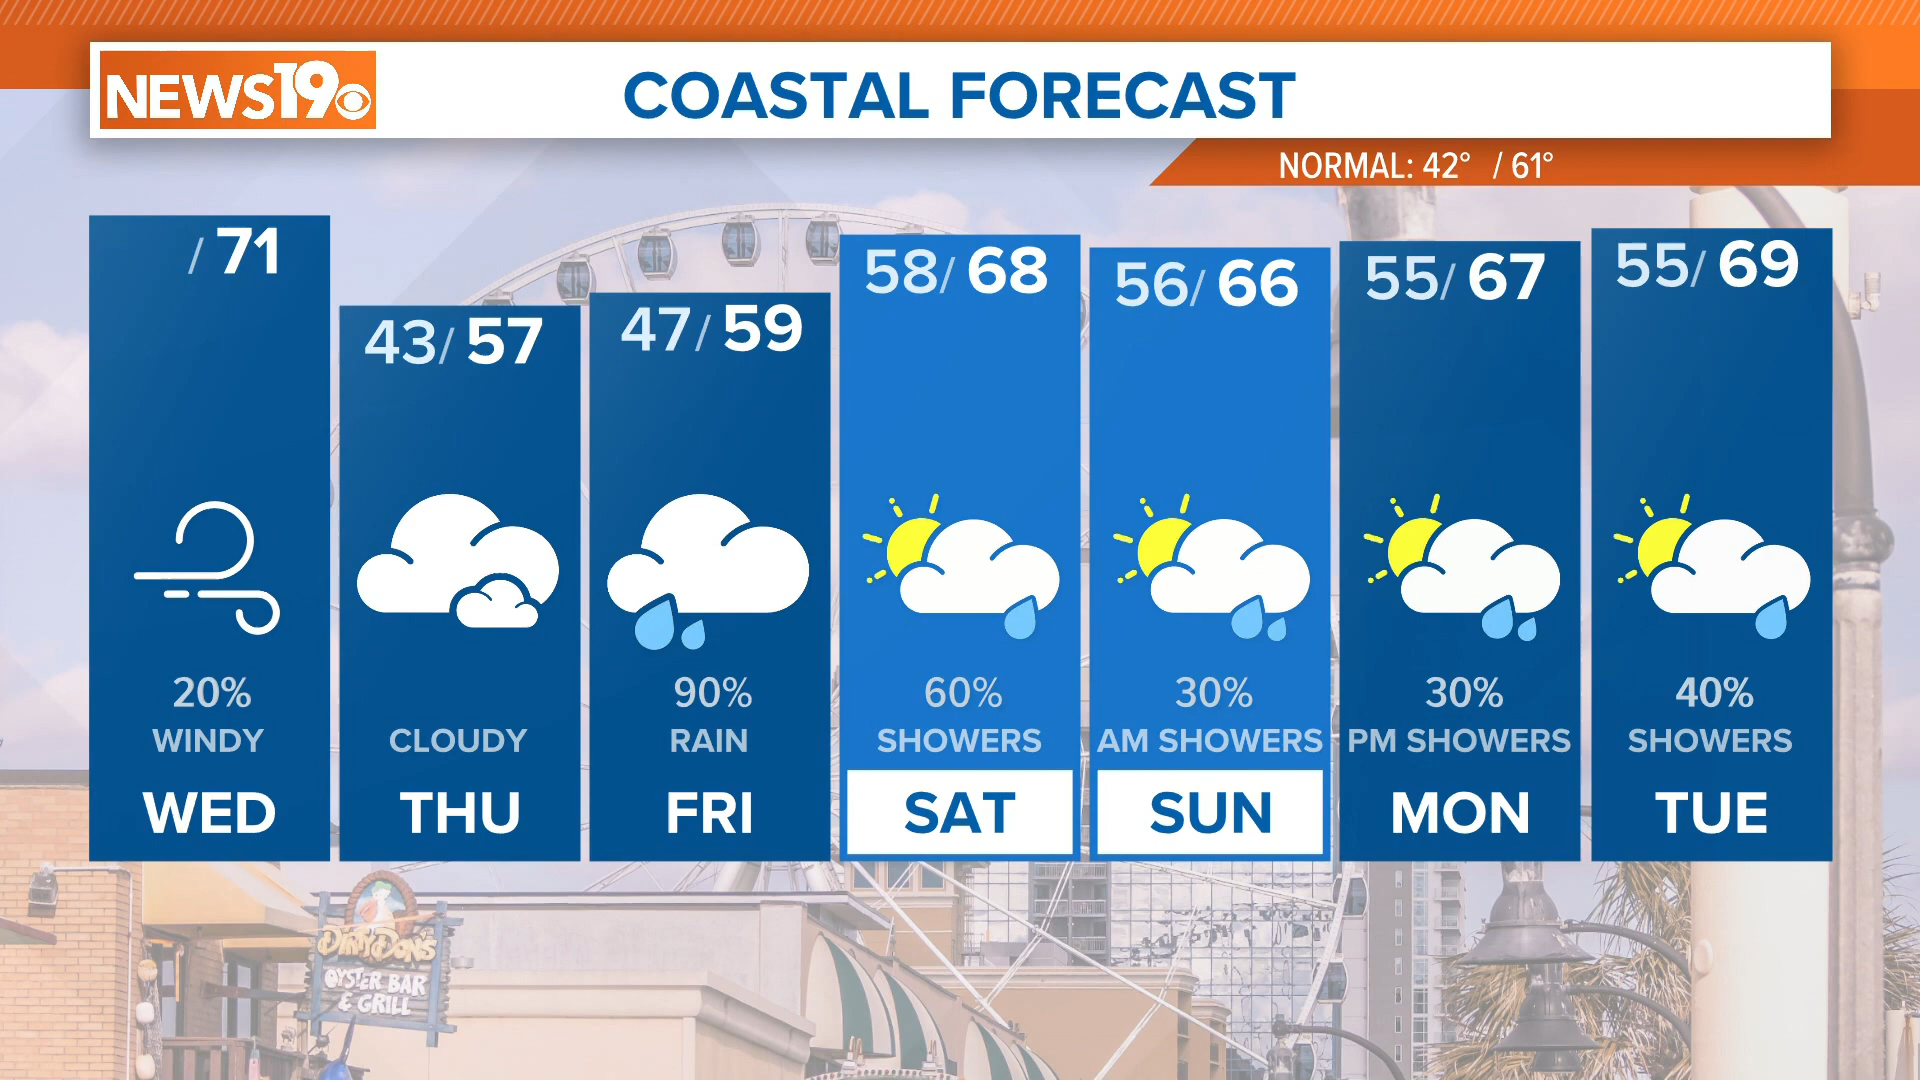 NEWS19
COASTAL FORECAST
NORMAL: 42° / 61°
/ 71
43/ 57
47/ 59
58/ 68
56/ 66
55/ 67
55/ 69
20%
90%
60%
30%
30%
40%
WINDY
CLOUDY
RAIN
SHOWERS
AM SHOWERS
PM SHOWERS
SHOWERS
WED
THU
FRI
SAT
SUN
MON
TUE
DIRTY DON'S
OYSTER BAR
& GRILL